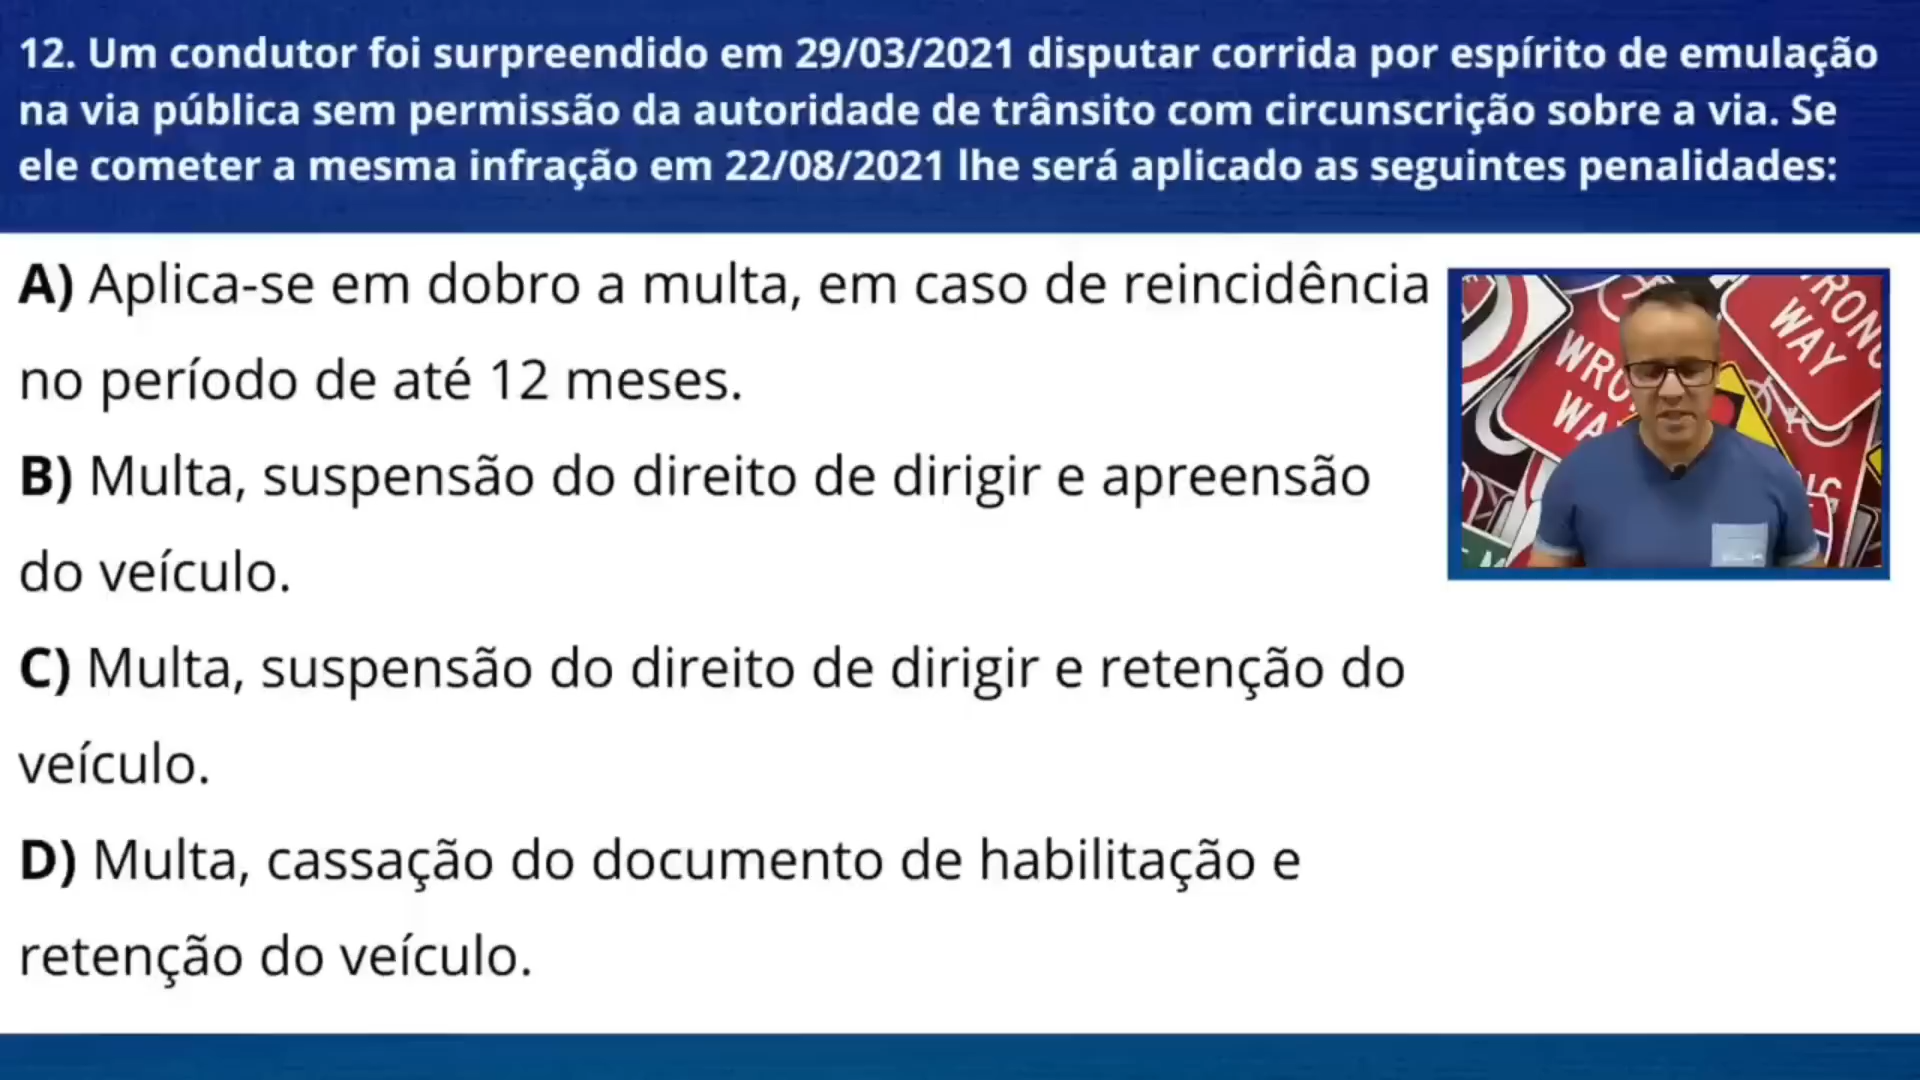 12. Um condutor foi surpreendido em 29/03/2021 disputar corrida por espírito de emulação
na via pública sem permissão da autoridade de trânsito com circunscrição sobre a via. Se
ele cometer a mesma infração em 22/08/2021 lhe será aplicado as seguintes penalidades:
A) Aplica-se em dobro a multa, em caso de reincidência
no período de até 12 meses.
B) Multa, suspensão do direito de dirigir e apreensão
do veículo.
C) Multa, suspensão do direito de dirigir e retenção do
veículo.
D) Multa, cassação do documento de habilitação e
retenção do veículo.
WAY